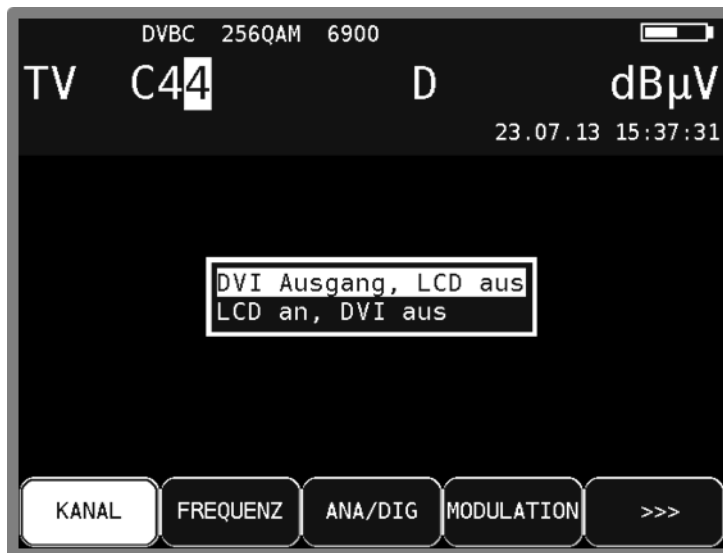 DVBC 256QAM 6900
TV C44 D dBµV
23.07.13 15:37:31
DVI Ausgang, LCD aus
LCD an, DVI aus
KANAL FREQUENZ ANA/DIG MODULATION >>>